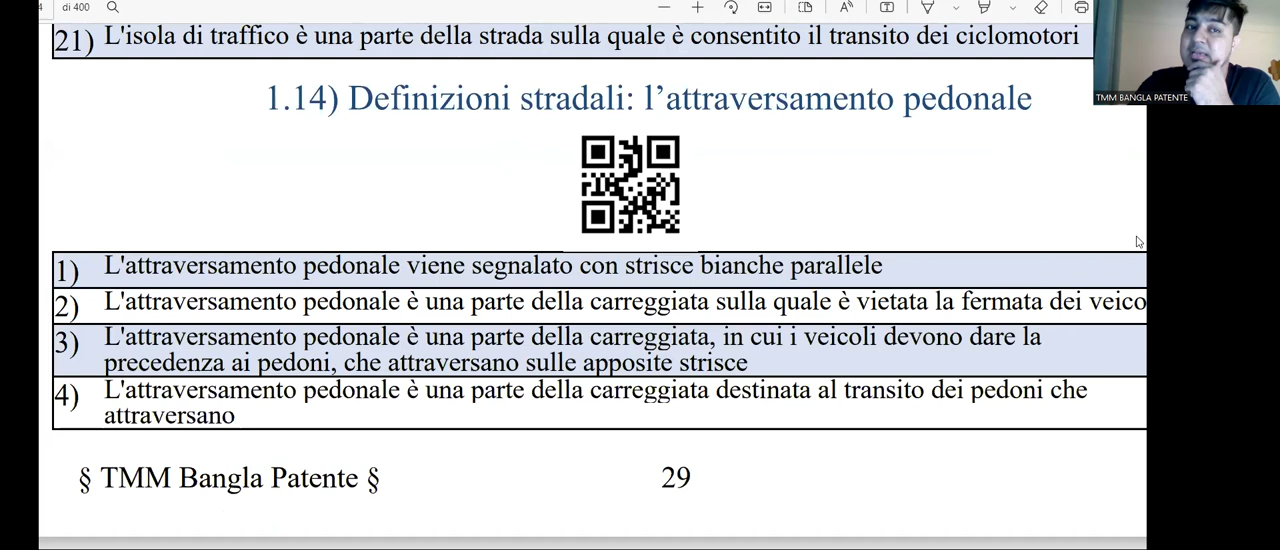 4 di 400
21) L'isola di traffico è una parte della strada sulla quale è consentito il transito dei ciclomotori
TMM BANGLA PATENTE
1.14) Definizioni stradali: l'attraversamento pedonale
1) L'attraversamento pedonale viene segnalato con strisce bianche parallele
2) L'attraversamento pedonale è una parte della carreggiata sulla quale è vietata la fermata dei veico
3) L'attraversamento pedonale è una parte della carreggiata, in cui i veicoli devono dare la
precedenza ai pedoni, che attraversano sulle apposite strisce
4) L'attraversamento pedonale è una parte della carreggiata destinata al transito dei pedoni che
attraversano
§ TMM Bangla Patente § 29